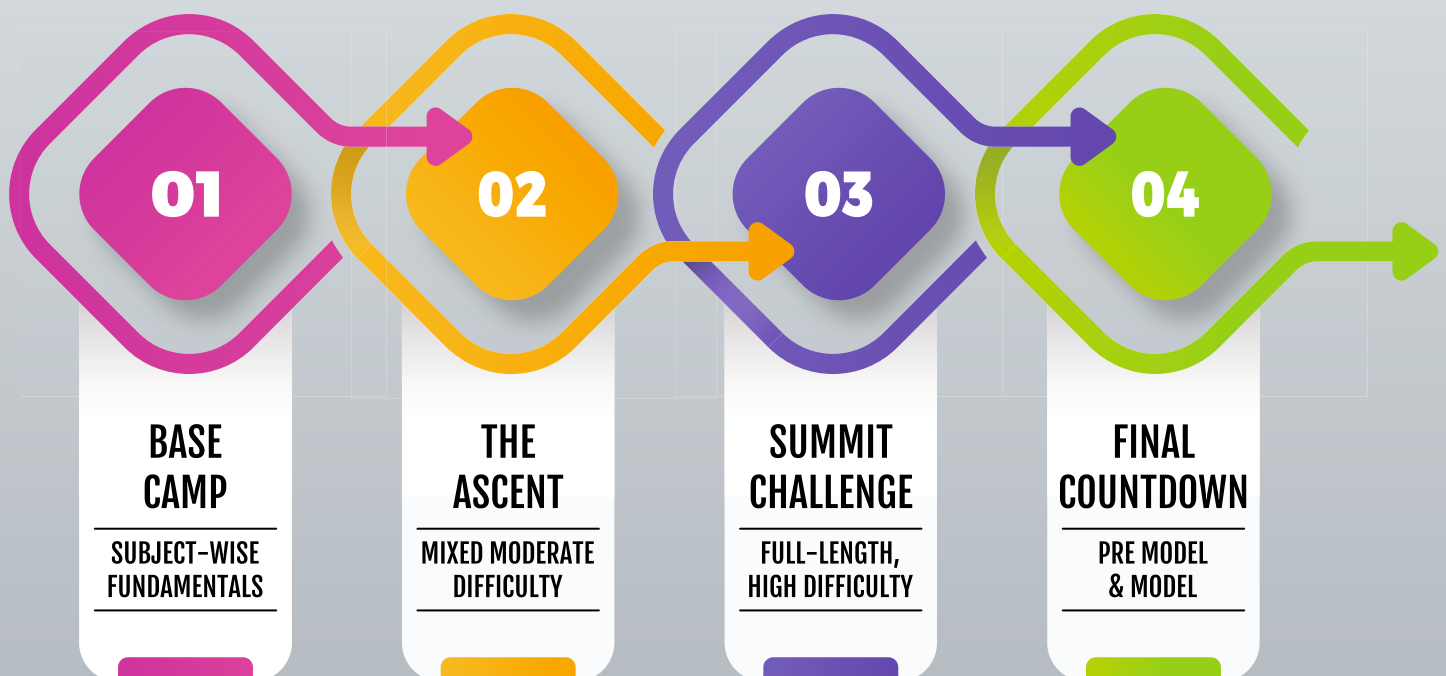 01
BASE
CAMP
SUBJECT-WISE
FUNDAMENTALS
02
THE
ASCENT
MIXED MODERATE
DIFFICULTY
03
SUMMIT
CHALLENGE
FULL-LENGTH,
HIGH DIFFICULTY
04
FINAL
COUNTDOWN
PRE MODEL
& MODEL